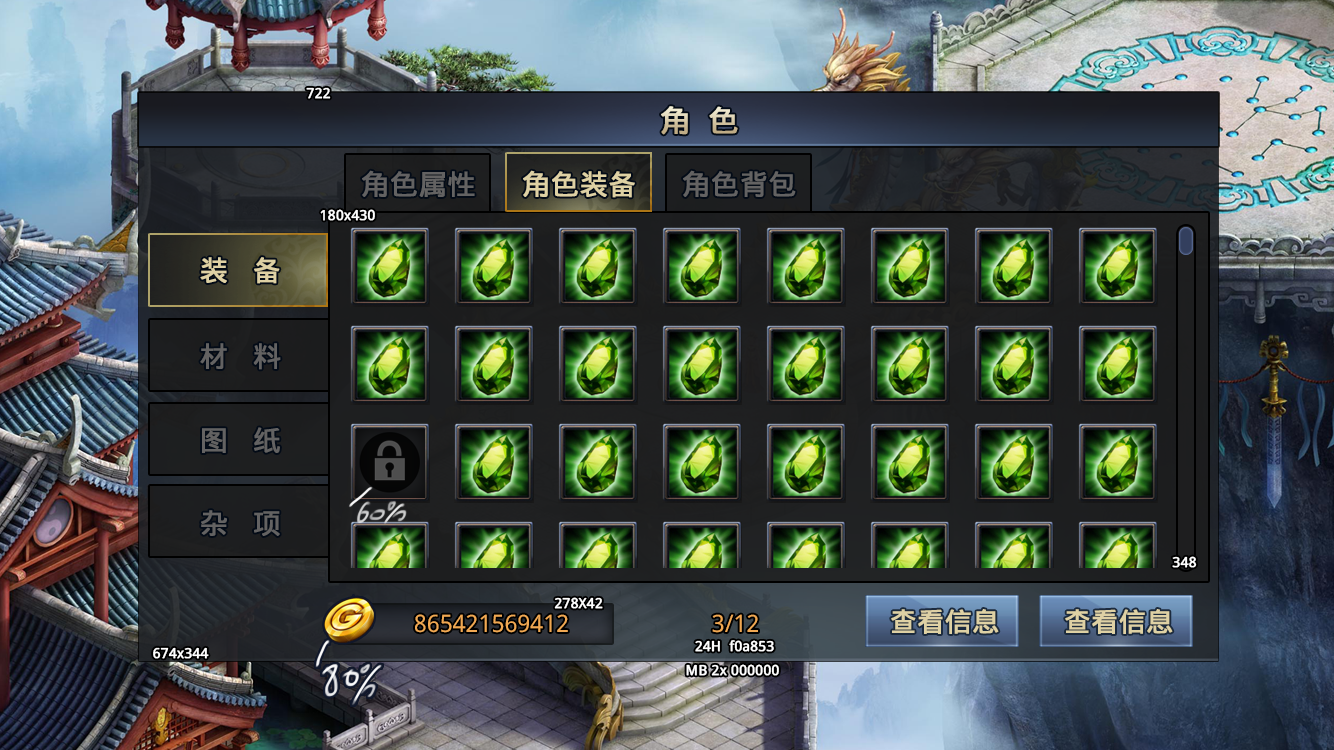 722
角 色
角色属性 角色装备 角色背包
180x430
装 备
材 料
图 纸
杂 项
60%
348
278X42
865421569412
3/12
查看信息 查看信息
24H f0a853
674x344
MB 2x 000000
80%